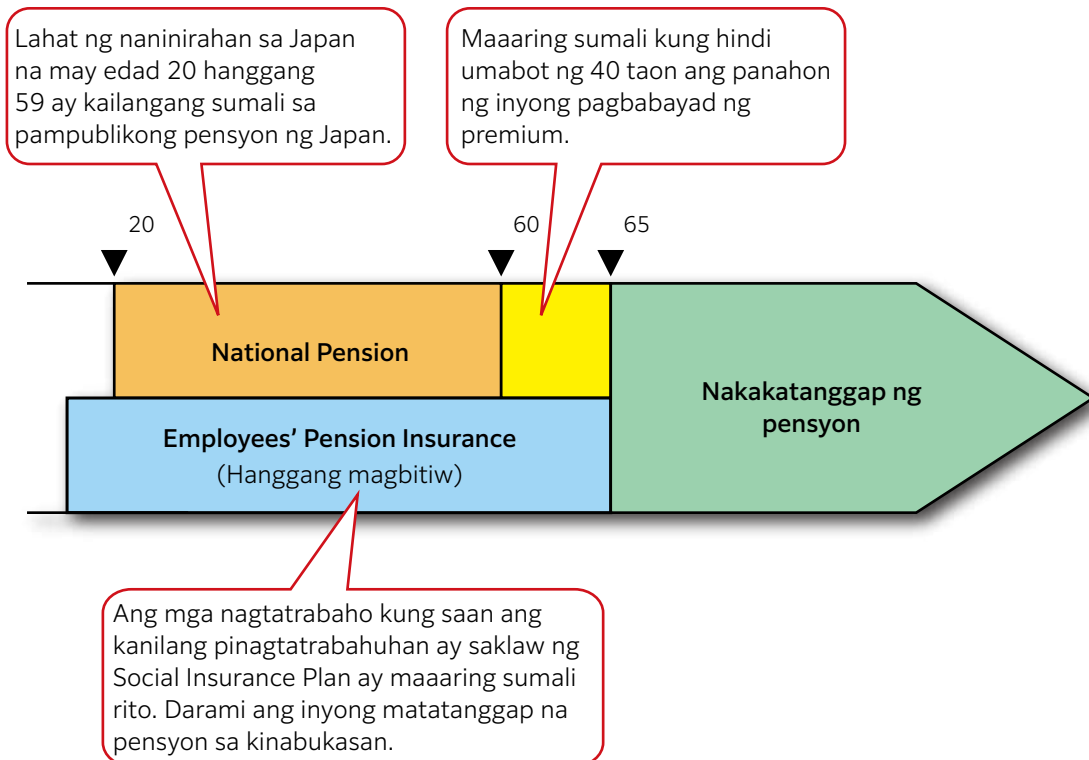 Lahat ng naninirahan sa Japan
na may edad 20 hanggang
59 ay kailangang sumali sa
pampublikong pensyon ng Japan.
Maaaring sumali kung hindi
umabot ng 40 taon ang panahon
ng inyong pagbabayad ng
premium.
20
60
65
National Pension
Employees’ Pension Insurance
(Hanggang magbitiw)
Nakakatanggap ng
pensyon
Ang mga nagtatrabaho kung saan ang
kanilang pinagtatrabahuhan ay saklaw ng
Social Insurance Plan ay maaaring sumali
rito. Darami ang inyong matatanggap na
pensyon sa kinabukasan.